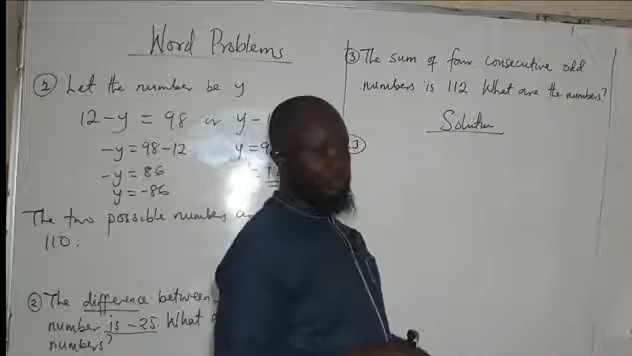 Word Problems
② Let the number be y
12-y = 98 or y-1
-y = 98-12 y=9
-y = 86
y = -86
The two possible numbers
110.
② The difference between
number is -25. What
numbers?
③ The sum of four consecutive odd
numbers is 112 What are the numbers?
Solution
③